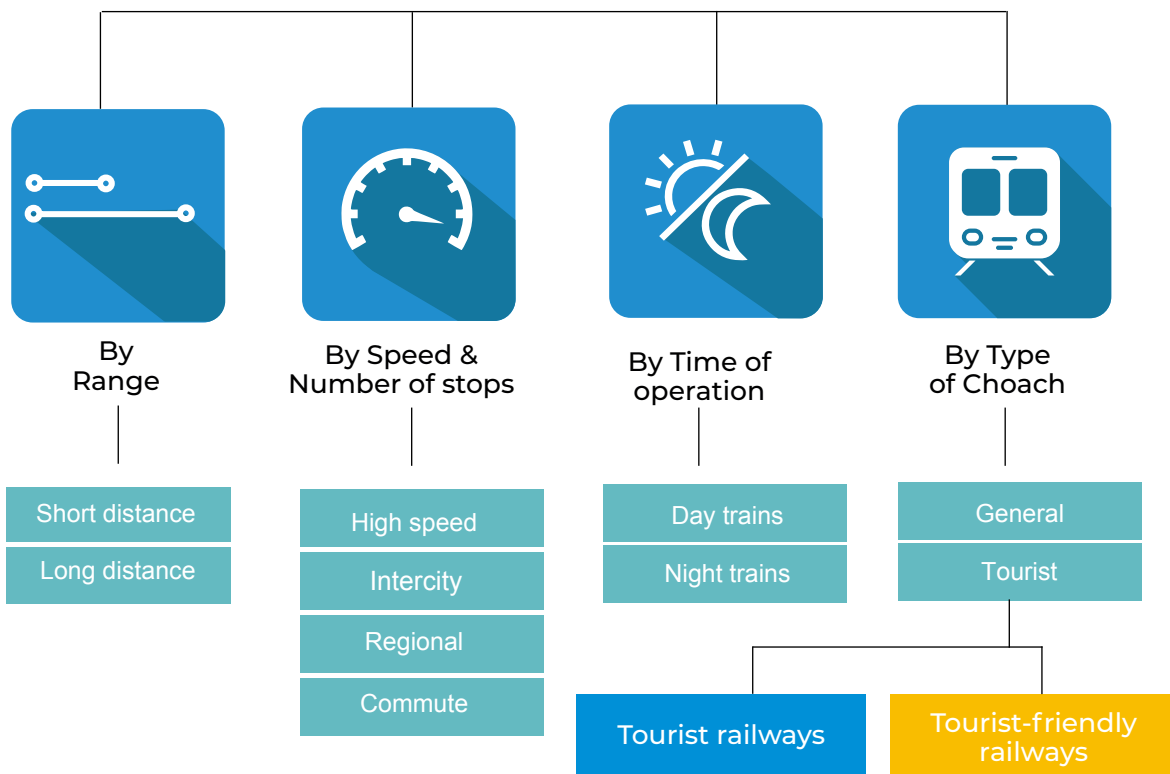 By
Range
Short distance
Long distance
By Speed &
Number of stops
High speed
Intercity
Regional
Commute
By Time of
operation
Day trains
Night trains
By Type
of Choach
General
Tourist
Tourist railways
Tourist-friendly
railways